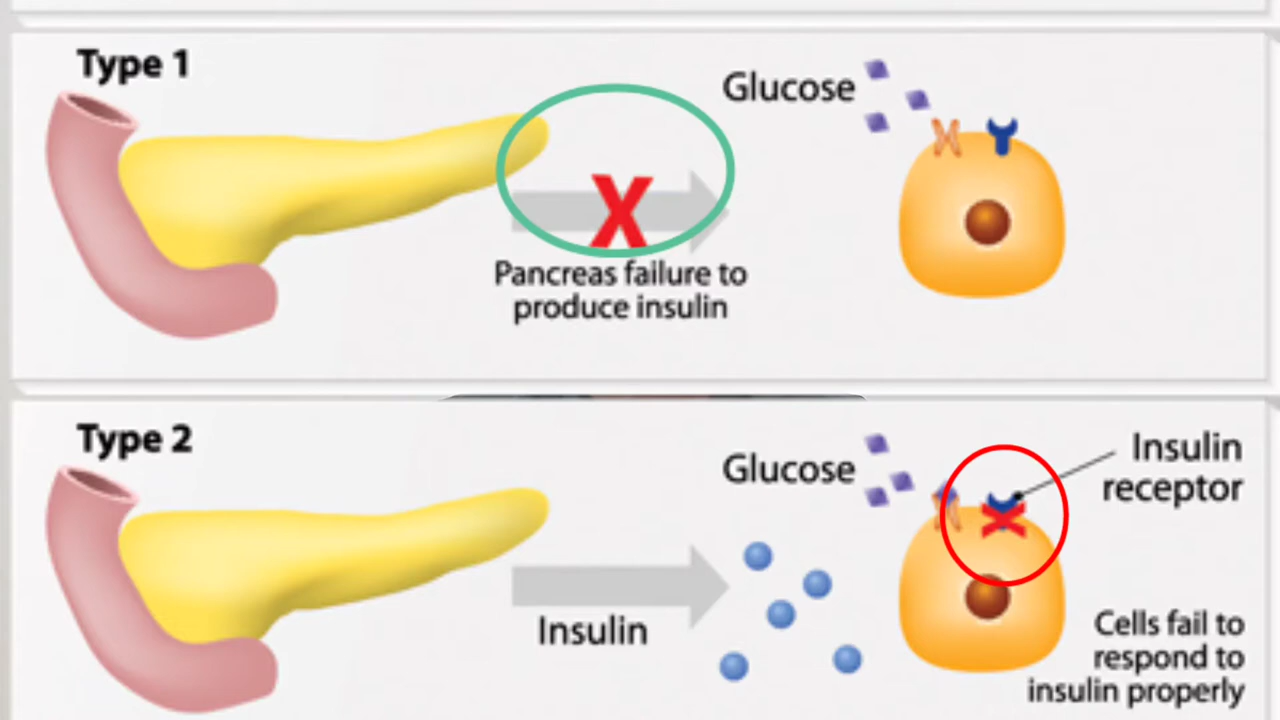 Type 1
Glucose
X
Pancreas failure to
produce insulin
Type 2
Glucose
Insulin
receptor
Insulin
Cells fail to
respond to
insulin properly